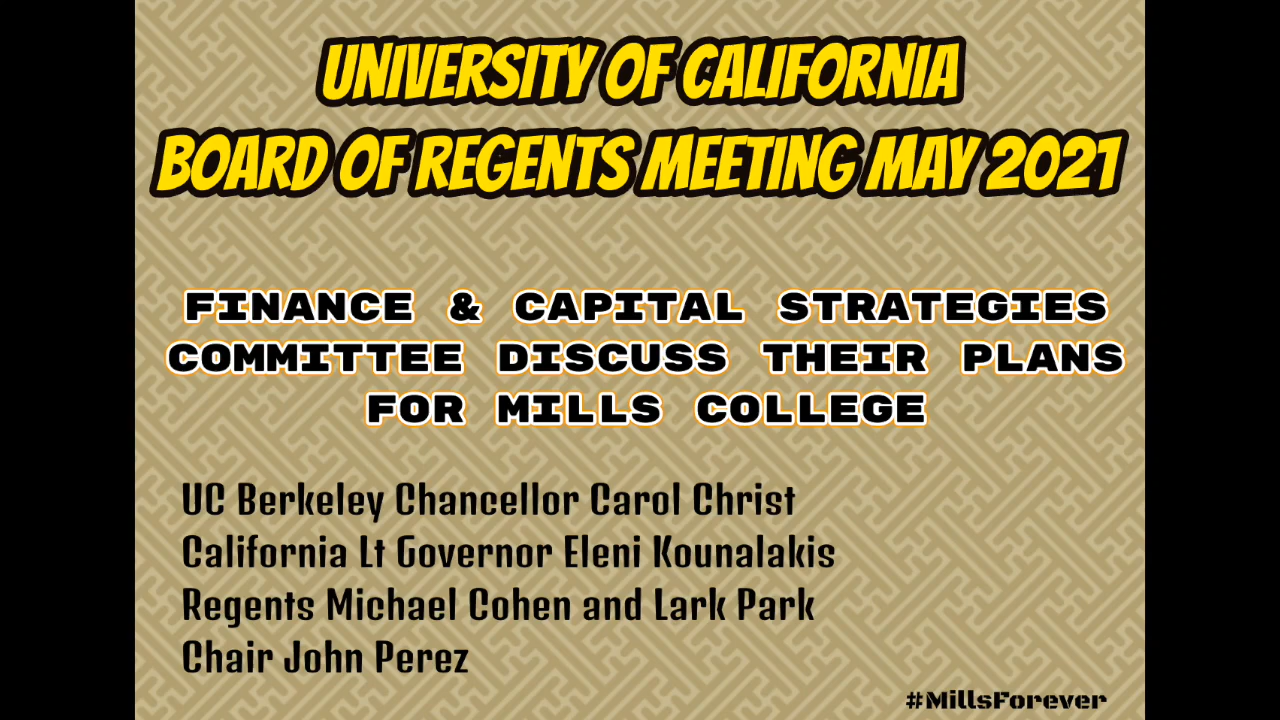 UNIVERSITY OF CALIFORNIA
BOARD OF REGENTS MEETING MAY 2021
FINANCE & CAPITAL STRATEGIES
COMMITTEE DISCUSS THEIR PLANS
FOR MILLS COLLEGE
UC Berkeley Chancellor Carol Christ
California Lt Governor Eleni Kounalakis
Regents Michael Cohen and Lark Park
Chair John Perez
#MillsForever